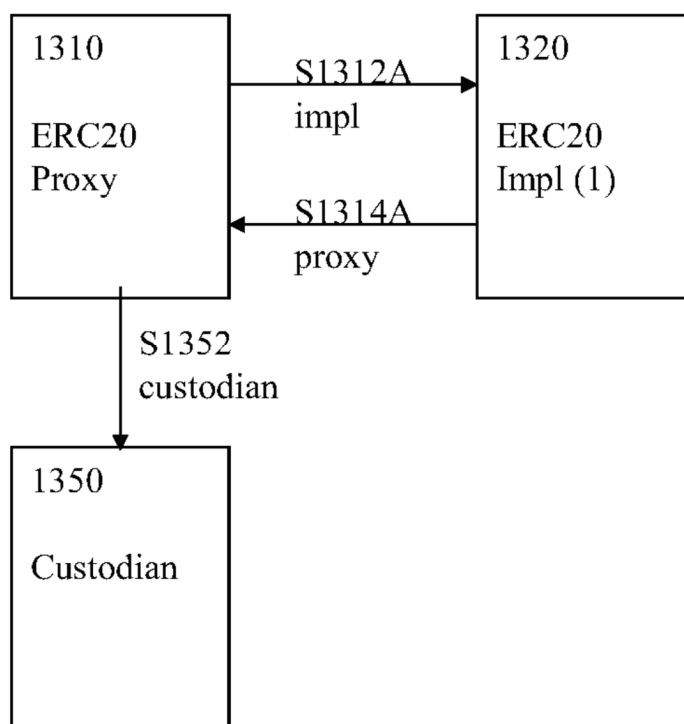 1310
ERC20
Proxy
S1312A
impl
S1314A
proxy
1320
ERC20
Impl (1)
S1352
custodian
1350
Custodian